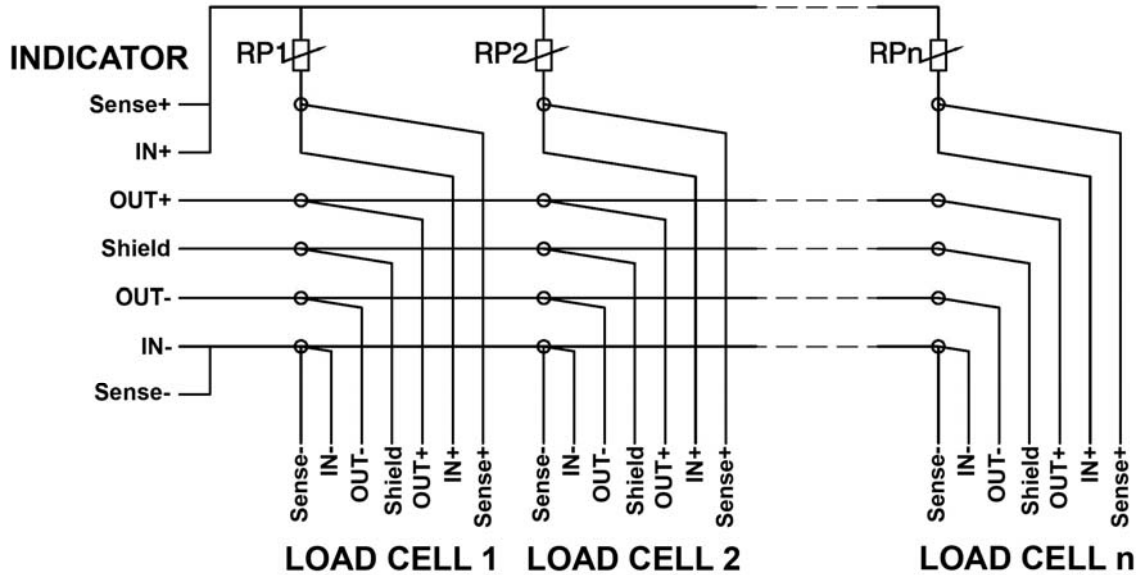 RP1
RP2
RPn
INDICATOR
Sense+
IN+
OUT+
Shield
OUT-
IN-
Sense-
Sense-
IN-
OUT-
Shield
OUT+
IN+
Sense+
Sense-
IN-
OUT-
Shield
OUT+
IN+
Sense+
Sense-
IN-
OUT-
Shield
OUT+
IN+
Sense+
LOAD CELL 1
LOAD CELL 2
LOAD CELL n